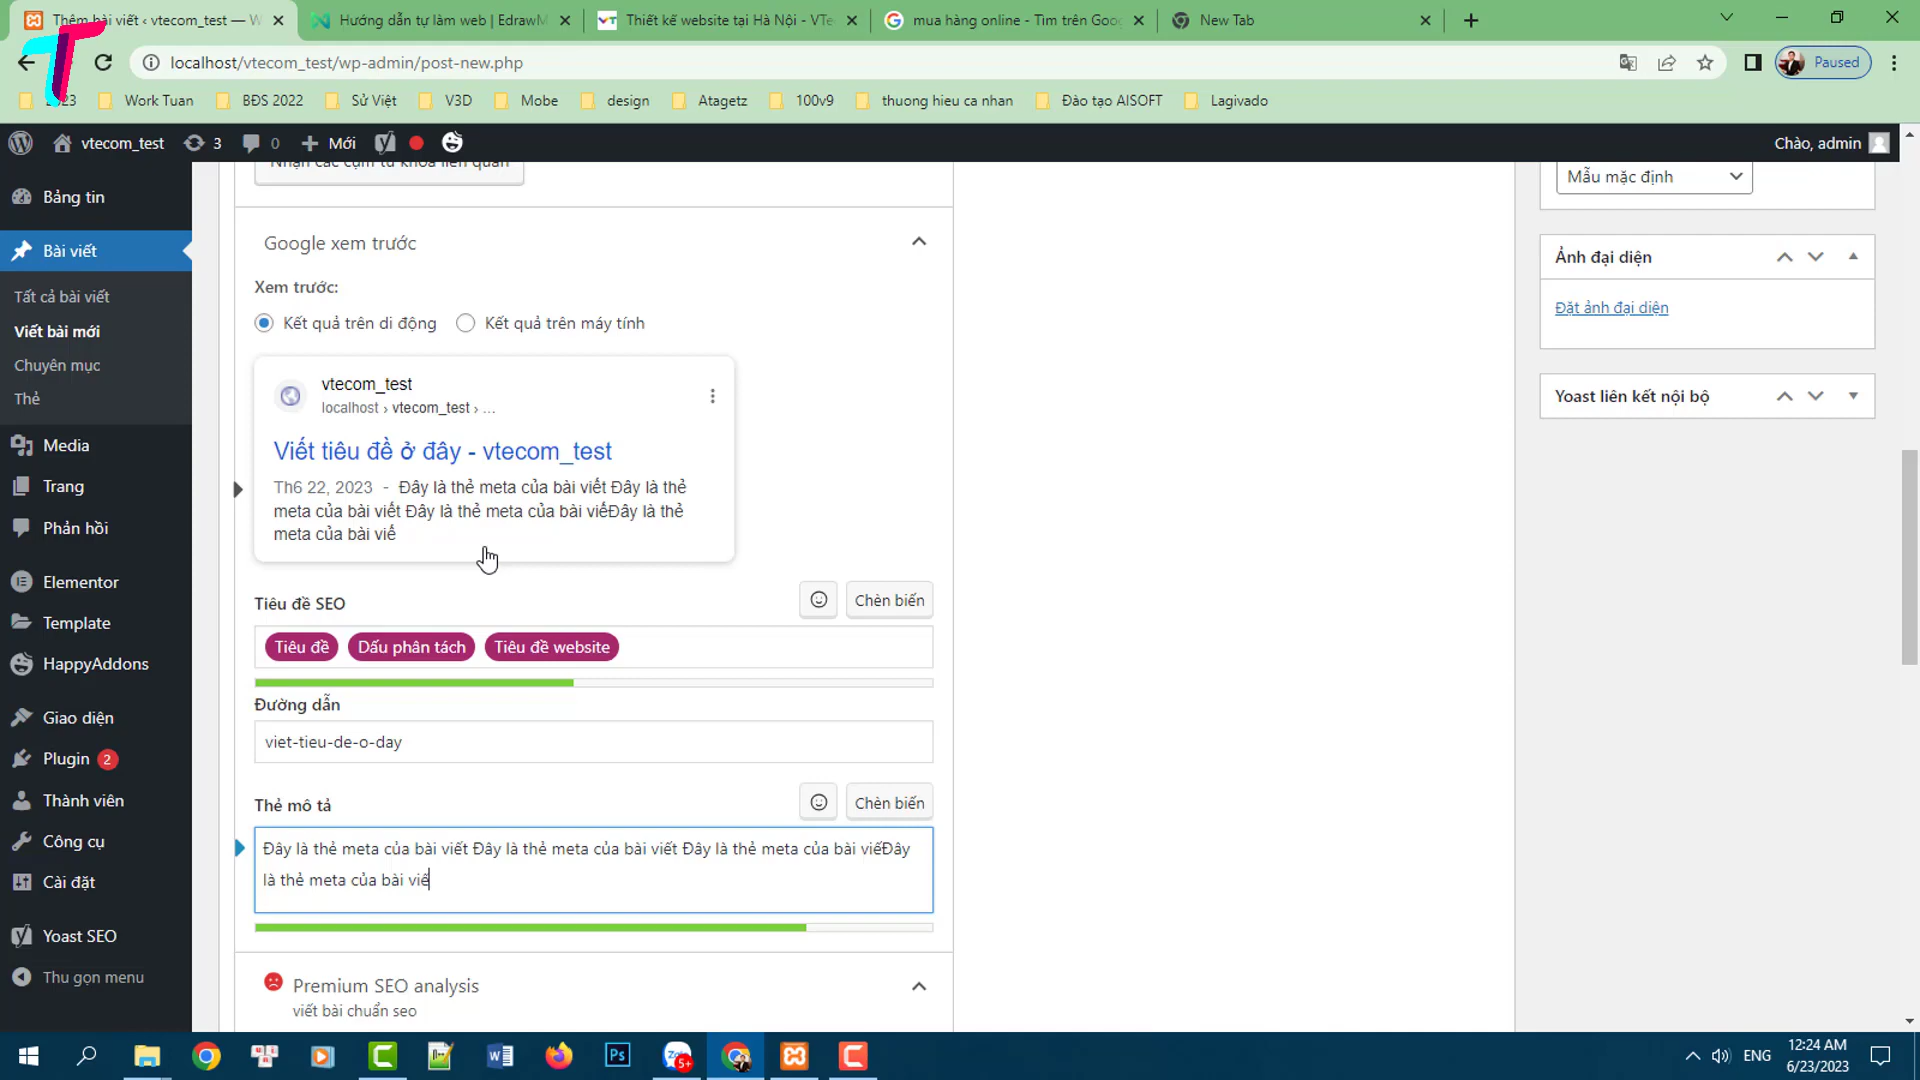 Thêm bài viết ‹ vtecom_test — W
Hướng dẫn tự làm web | EdrawM
Thiết kế website tại Hà Nội - VTe
mua hàng online - Tìm trên Goog
New Tab
localhost/vtecom_test/wp-admin/post-new.php
Paused
Work Tuan
BĐS 2022
Sử Việt
V3D
Mobe
design
Atagetz
100v9
thuong hieu ca nhan
Đào tạo AISOFT
Lagivado
vtecom_test
3
0
Mới
Chào, admin
Bảng tin
Bài viết
Tất cả bài viết
Viết bài mới
Chuyên mục
Thẻ
Media
Trang
Phản hồi
Elementor
Template
HappyAddons
Giao diện
Plugin 2
Thành viên
Công cụ
Cài đặt
Yoast SEO
Thu gọn menu
Nhận các cụm từ khóa liên quan
Google xem trước
Xem trước:
Kết quả trên di động
Kết quả trên máy tính
vtecom_test
localhost › vtecom_test › ...
Viết tiêu đề ở đây - vtecom_test
Th6 22, 2023 - Đây là thẻ meta của bài viết Đây là thẻ
meta của bài viết Đây là thẻ meta của bài viếĐây là thẻ
meta của bài viế
Tiêu đề SEO
Chèn biến
Tiêu đề
Dấu phân tách
Tiêu đề website
Đường dẫn
viet-tieu-de-o-day
Thẻ mô tả
Chèn biến
Đây là thẻ meta của bài viết Đây là thẻ meta của bài viết Đây là thẻ meta của bài viếĐây
là thẻ meta của bài viế
Premium SEO analysis
viết bài chuẩn seo
Mẫu mặc định
Ảnh đại diện
Đặt ảnh đại diện
Yoast liên kết nội bộ
5+
ENG
12:24 AM
6/23/2023